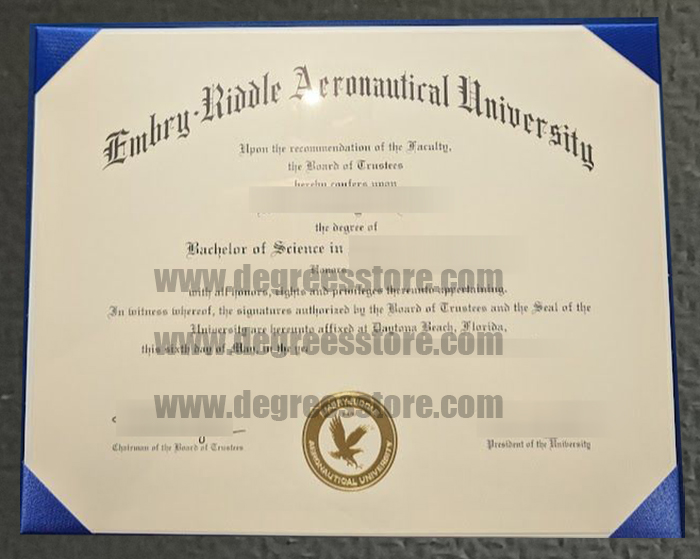 Embry-Riddle Aeronautical University
Upon the recommendation of the Faculty,
the Board of Trustees
hereby confers upon
the degree of
Bachelor of Science in
Honors
www.degreesstore.com
with all honors, rights and privileges thereunto appertaining.
In witness whereof, the signatures authorized by the Board of Trustees and the Seal of the
University are hereunto affixed at Daytona Beach, Florida,
www.degreesstore.com
this sixth day of May, in the
www.degreesstore.com
EMBRY-RIDDLE
AERONAUTICAL UNIVERSITY
Chairman of the Board of Trustees
President of the University